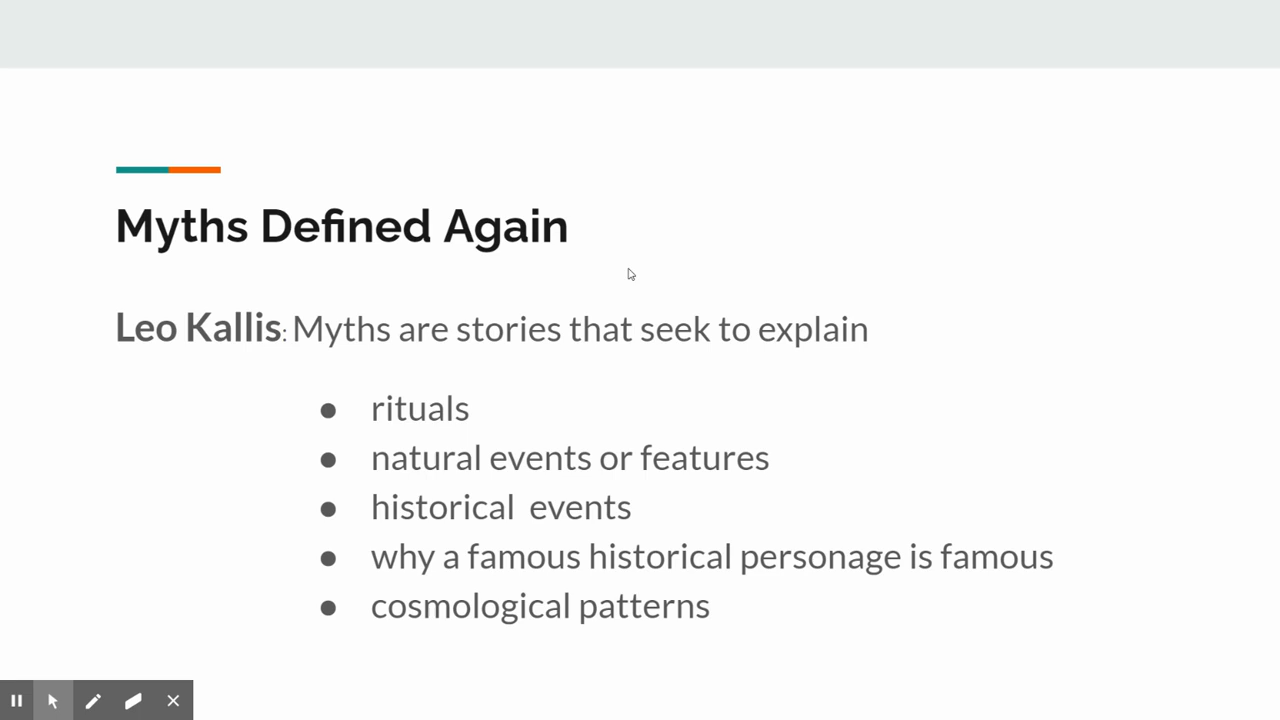 Myths Defined Again
Leo Kallis: Myths are stories that seek to explain
● rituals
● natural events or features
● historical  events
● why a famous historical personage is famous
● cosmological patterns